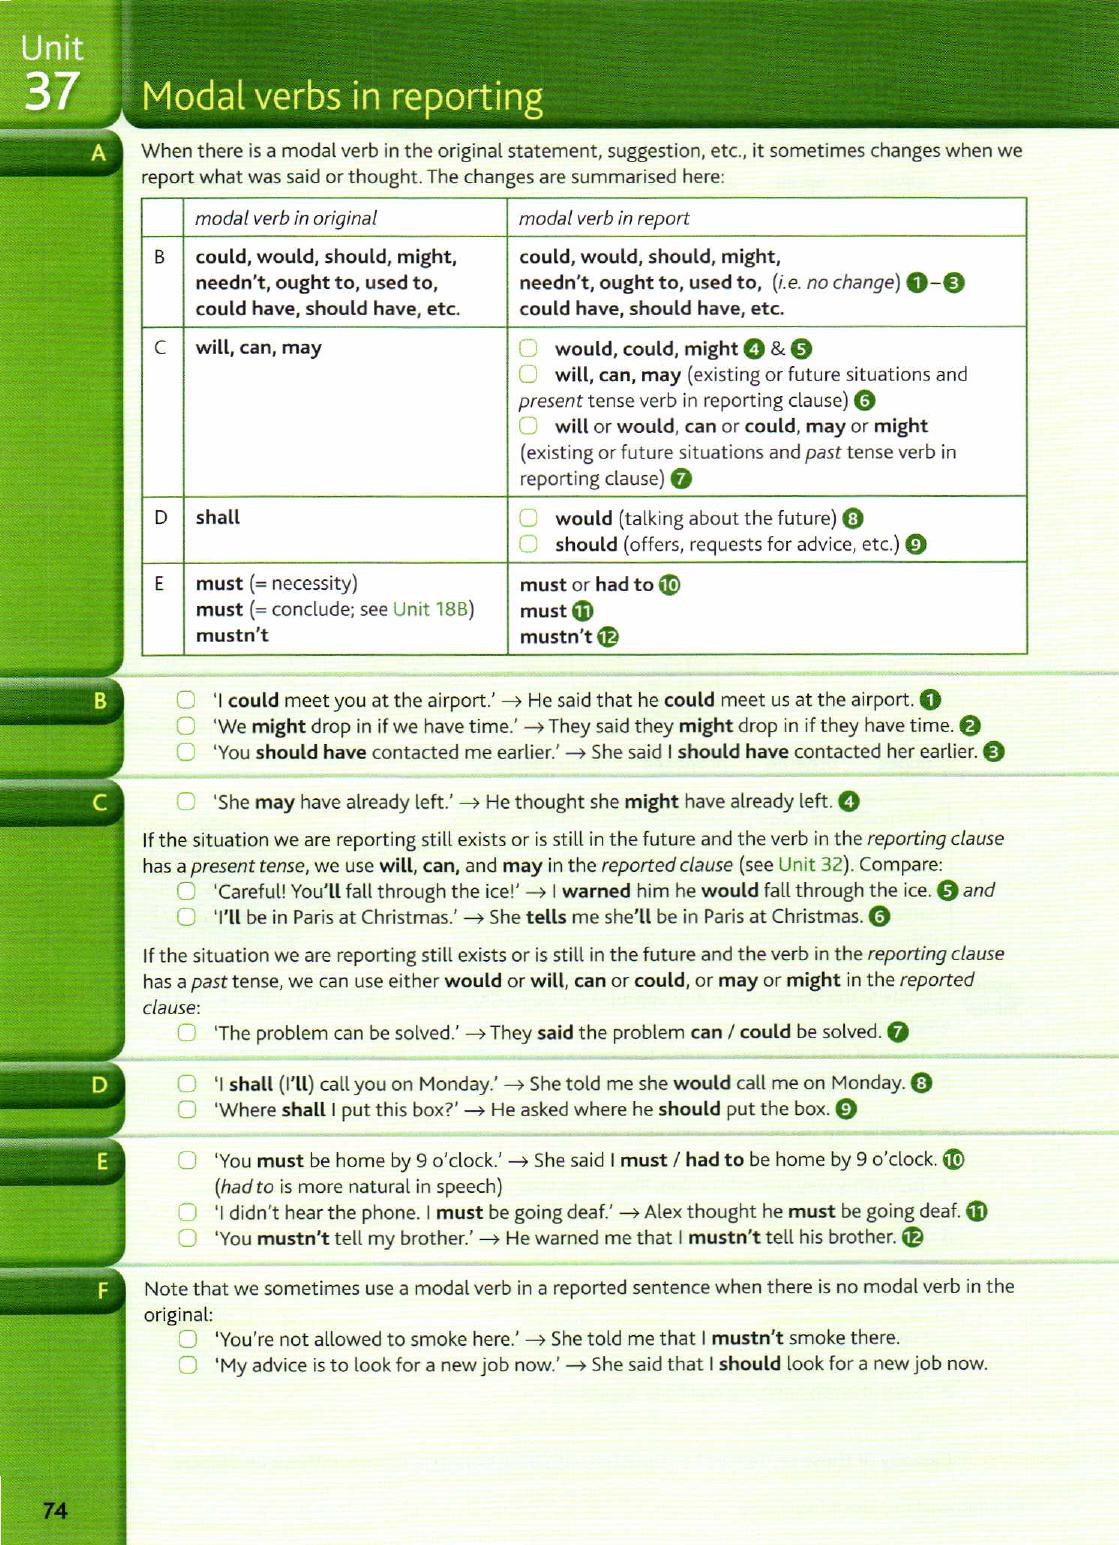 Unit
37
Modal verbs in reporting
A
When there is a modal verb in the original statement, suggestion, etc., it sometimes changes when we
report what was said or thought. The changes are summarised here:
modal verb in original
modal verb in report
B
could, would, should, might,
needn't, ought to, used to,
could have, should have, etc.
could, would, should, might,
needn't, ought to, used to, (i.e. no change) 1–3
could have, should have, etc.
C
will, can, may
would, could, might 4 & 5
will, can, may (existing or future situations and
present tense verb in reporting clause) 6
will or would, can or could, may or might
(existing or future situations and past tense verb in
reporting clause) 7
D
shall
would (talking about the future) 8
should (offers, requests for advice, etc.) 9
E
must (= necessity)
must (= conclude; see Unit 18B)
mustn't
must or had to 10
must 11
mustn't 12
B
'I could meet you at the airport.' → He said that he could meet us at the airport. 1
'We might drop in if we have time.' → They said they might drop in if they have time. 2
'You should have contacted me earlier.' → She said I should have contacted her earlier. 3
C
'She may have already left.' → He thought she might have already left. 4
If the situation we are reporting still exists or is still in the future and the verb in the reporting clause
has a present tense, we use will, can, and may in the reported clause (see Unit 32). Compare:
'Careful! You'll fall through the ice!' → I warned him he would fall through the ice. 5 and
'I'll be in Paris at Christmas.' → She tells me she'll be in Paris at Christmas. 6
If the situation we are reporting still exists or is still in the future and the verb in the reporting clause
has a past tense, we can use either would or will, can or could, or may or might in the reported
clause:
'The problem can be solved.' → They said the problem can / could be solved. 7
D
'I shall (I'll) call you on Monday.' → She told me she would call me on Monday. 8
'Where shall I put this box?' → He asked where he should put the box. 9
E
'You must be home by 9 o'clock.' → She said I must / had to be home by 9 o'clock. 10
(had to is more natural in speech)
'I didn't hear the phone. I must be going deaf.' → Alex thought he must be going deaf. 11
'You mustn't tell my brother.' → He warned me that I mustn't tell his brother. 12
F
Note that we sometimes use a modal verb in a reported sentence when there is no modal verb in the
original:
'You're not allowed to smoke here.' → She told me that I mustn't smoke there.
'My advice is to look for a new job now.' → She said that I should look for a new job now.
74